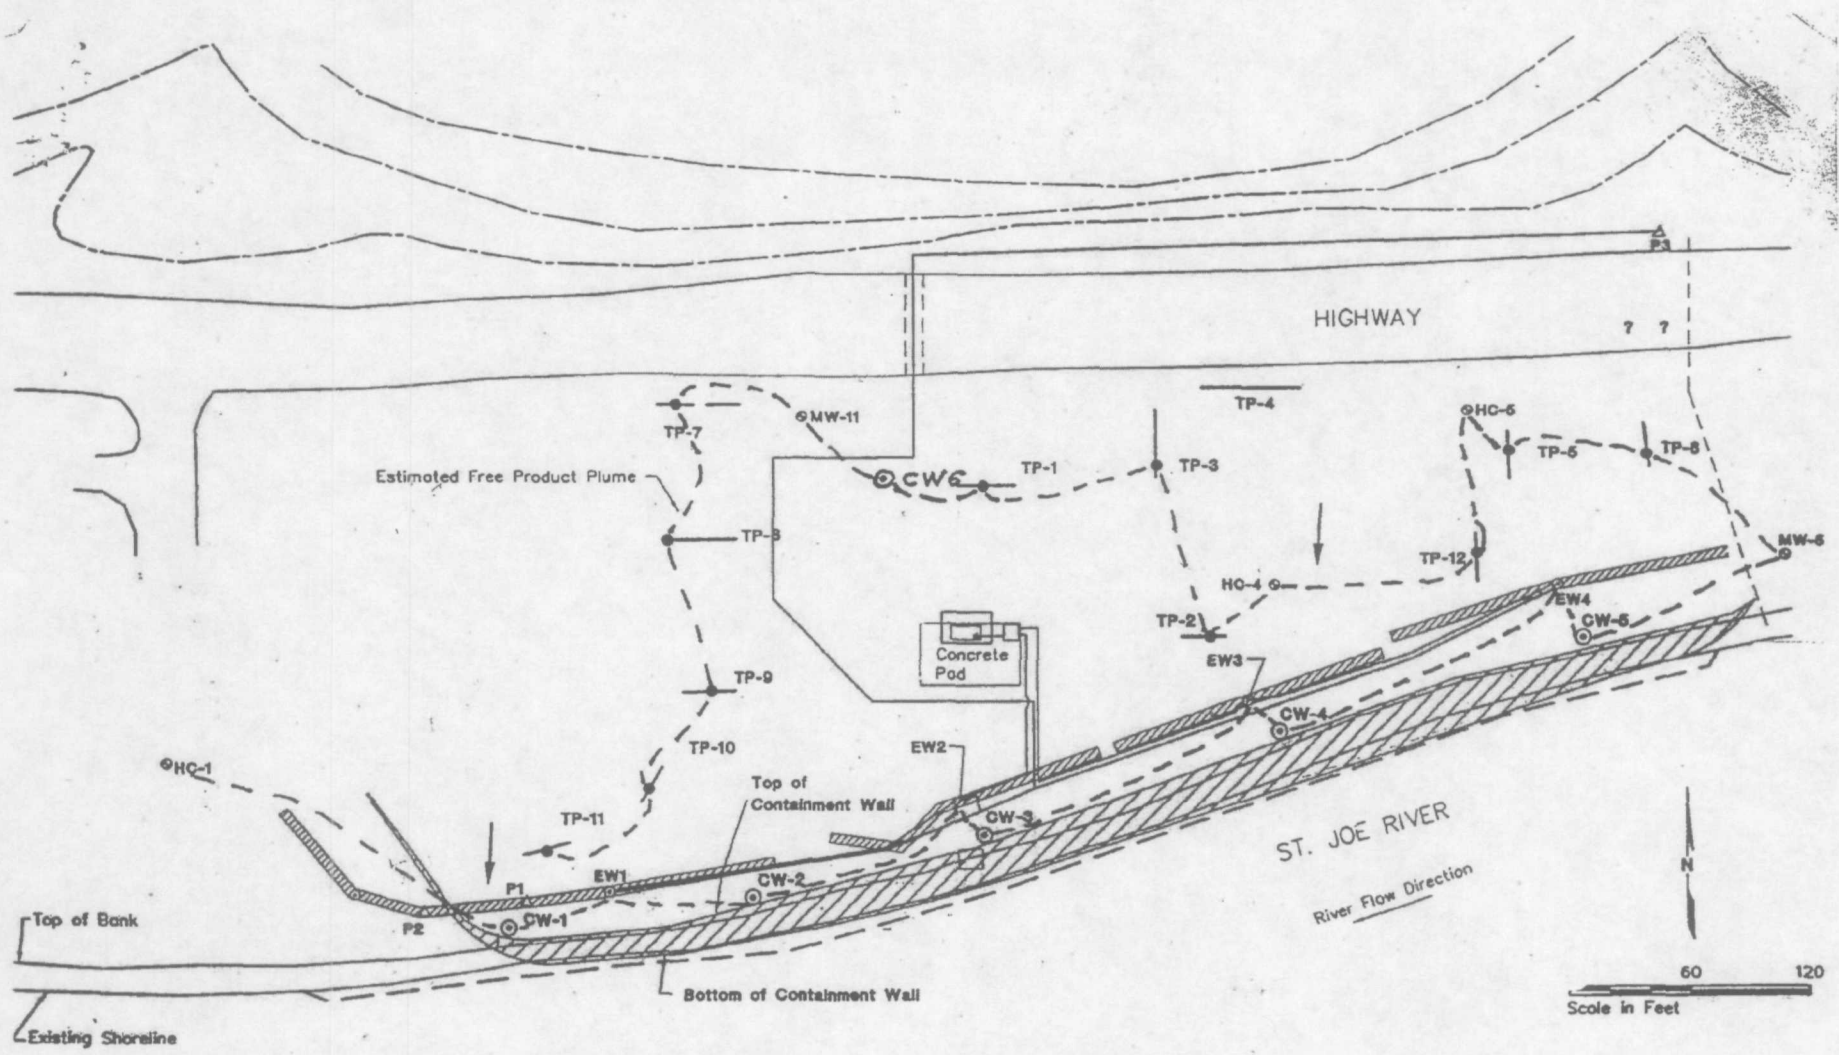 P3
HIGHWAY
? ?
TP-4
MW-11
TP-7
HC-5
TP-5
TP-6
Estimated Free Product Plume
CW6
TP-1
TP-3
TP-8
MW-5
TP-12
HC-4
EW4
TP-2
CW-5
Concrete
Pad
EW3
TP-9
CW-4
TP-10
EW2
HC-1
Top of
Containment Wall
TP-11
CW-3
ST. JOE RIVER
EW1
CW-2
P1
N
River Flow Direction
Top of Bank
P2
CW-1
60 120
Bottom of Containment Wall
Scale in Feet
Existing Shoreline